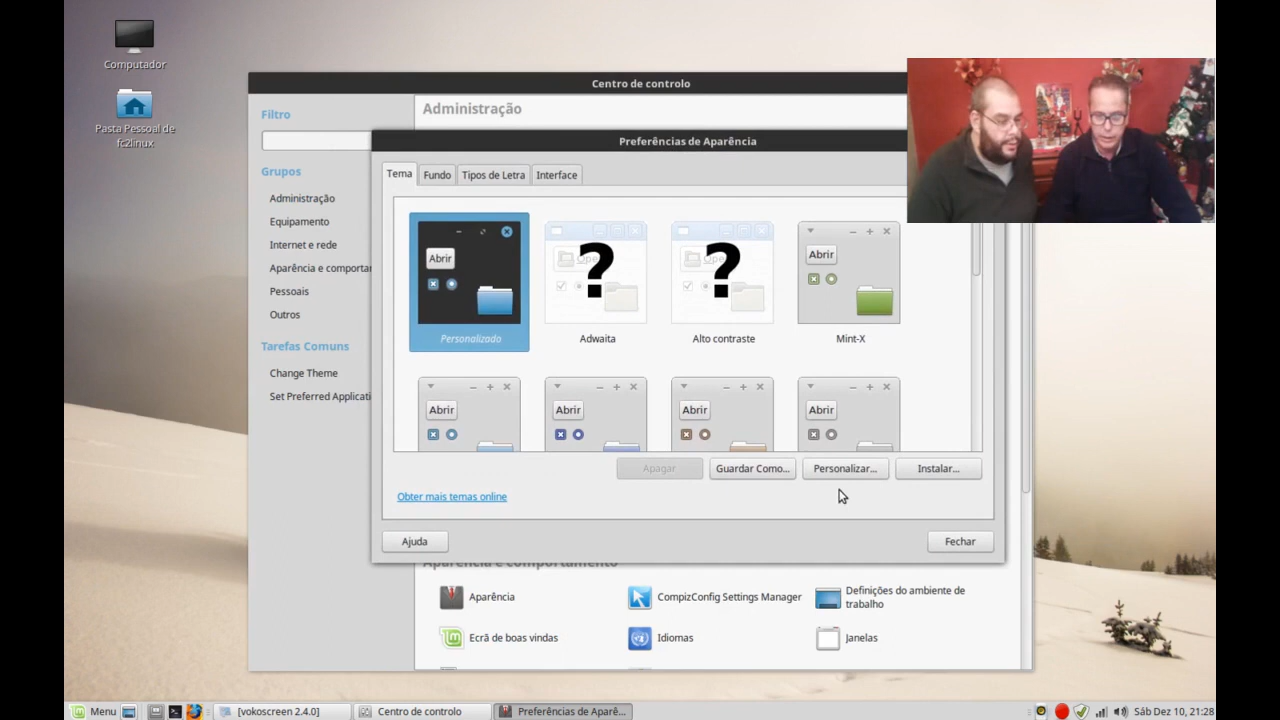 Computador
Pasta Pessoal de
fc2linux
Centro de controlo
Filtro
Administração
Grupos
Administração
Equipamento
Internet e rede
Aparência e comporta
Pessoais
Outros
Tarefas Comuns
Change Theme
Set Preferred Applicati
Preferências de Aparência
Tema
Fundo
Tipos de Letra
Interface
Abrir
Personalizado
Adwaita
Alto contraste
Abrir
Mint-X
Abrir
Abrir
Abrir
Abrir
Apagar
Guardar Como...
Personalizar...
Instalar...
Obter mais temas online
Ajuda
Fechar
Aparência e comportamento
Aparência
CompizConfig Settings Manager
Definições do ambiente de
trabalho
Ecrã de boas vindas
Idiomas
Janelas
Menu
[vokoscreen 2.4.0]
Centro de controlo
Preferências de Aparê...
Sáb Dez 10, 21:28